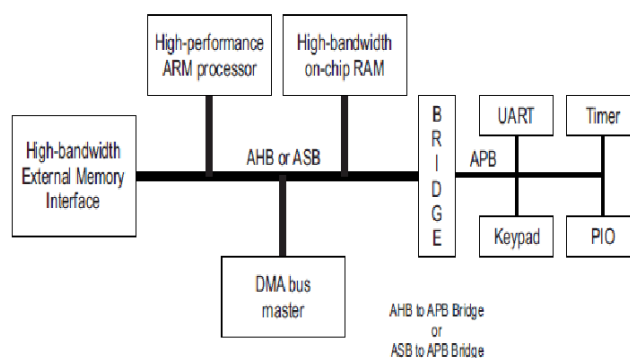 High-performance
ARM processor
High-bandwidth
on-chip RAM
High-bandwidth
External Memory
Interface
AHB or ASB
B
R
I
D
G
E
APB
UART
Timer
Keypad
PIO
DMA bus
master
AHB to APB Bridge
or
ASB to APB Bridge